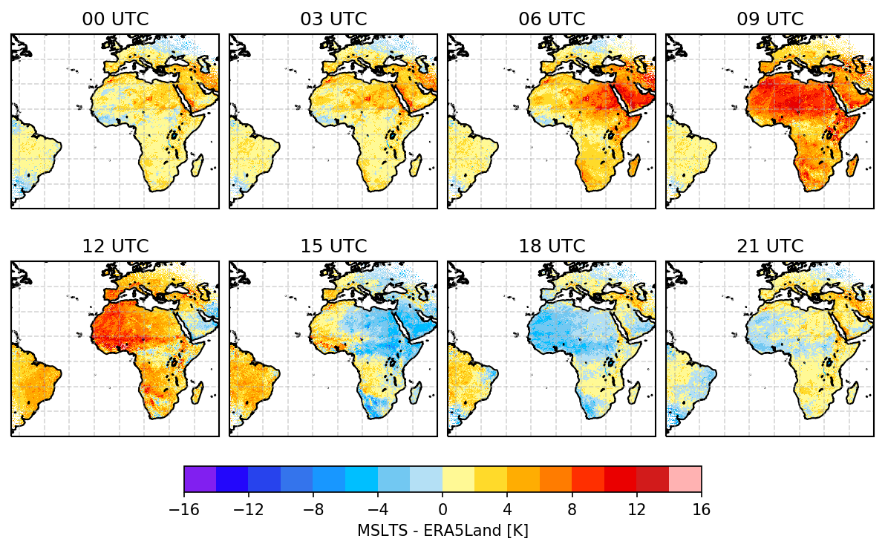 00 UTC 03 UTC 06 UTC 09 UTC
12 UTC 15 UTC 18 UTC 21 UTC
−16 −12 −8 −4 0 4 8 12 16
MSLTS - ERA5Land [K]